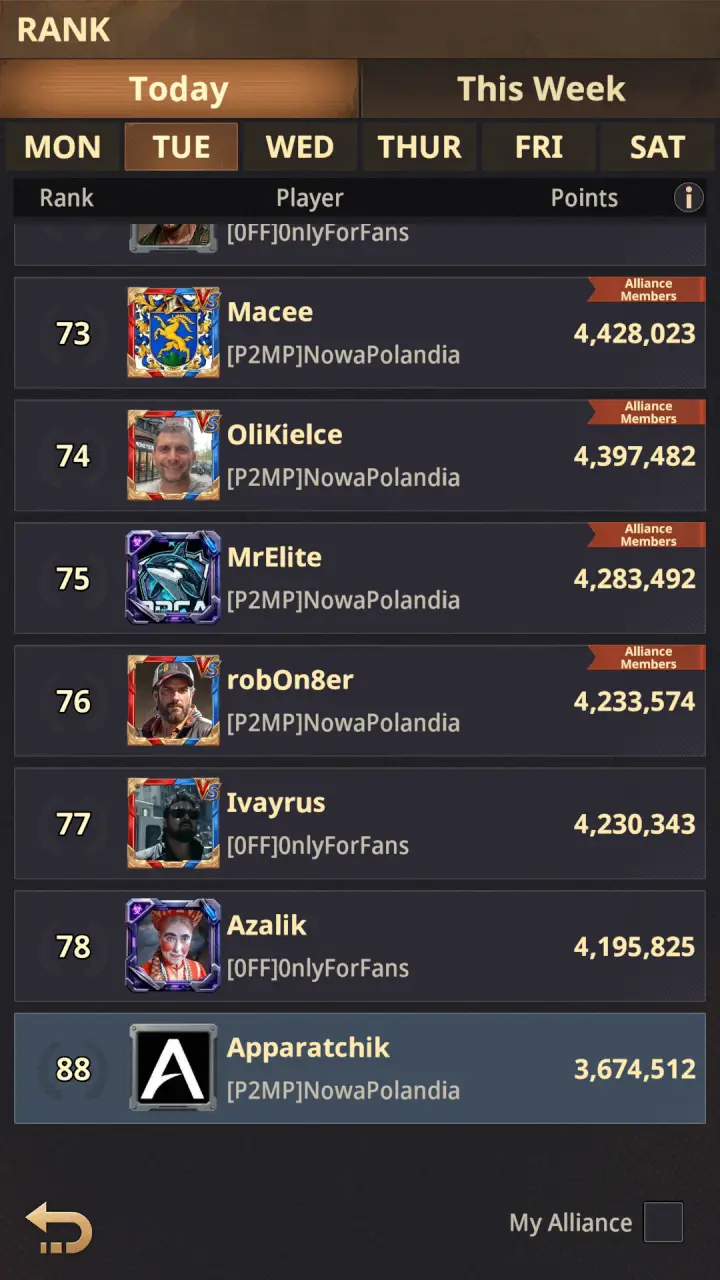 RANK
Today
This Week
MON
TUE
WED
THUR
FRI
SAT
Rank
Player
Points
[0FF]0nlyForFans
73
Macee
[P2MP]NowaPolandia
Alliance
Members
4,428,023
74
OliKielce
[P2MP]NowaPolandia
Alliance
Members
4,397,482
75
MrElite
[P2MP]NowaPolandia
Alliance
Members
4,283,492
76
robOn8er
[P2MP]NowaPolandia
Alliance
Members
4,233,574
77
Ivayrus
[0FF]0nlyForFans
4,230,343
78
Azalik
[0FF]0nlyForFans
4,195,825
88
Apparatchik
[P2MP]NowaPolandia
3,674,512
My Alliance